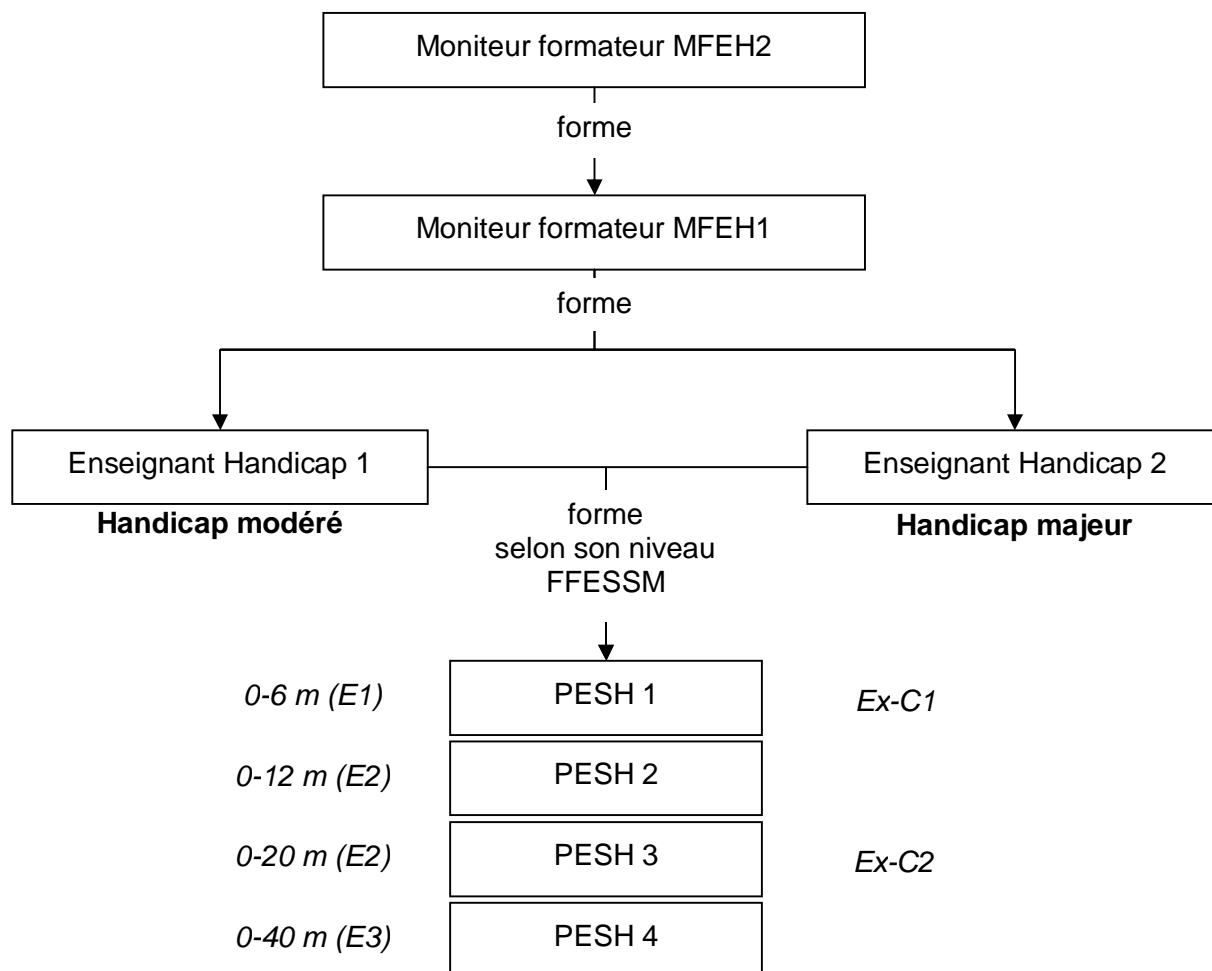 Moniteur formateur MFEH2
forme
Moniteur formateur MFEH1
forme
Enseignant Handicap 1
Enseignant Handicap 2
Handicap modéré
Handicap majeur
forme
selon son niveau
FFESSM
0-6 m (E1)
PESH 1
Ex-C1
0-12 m (E2)
PESH 2
0-20 m (E2)
PESH 3
Ex-C2
0-40 m (E3)
PESH 4